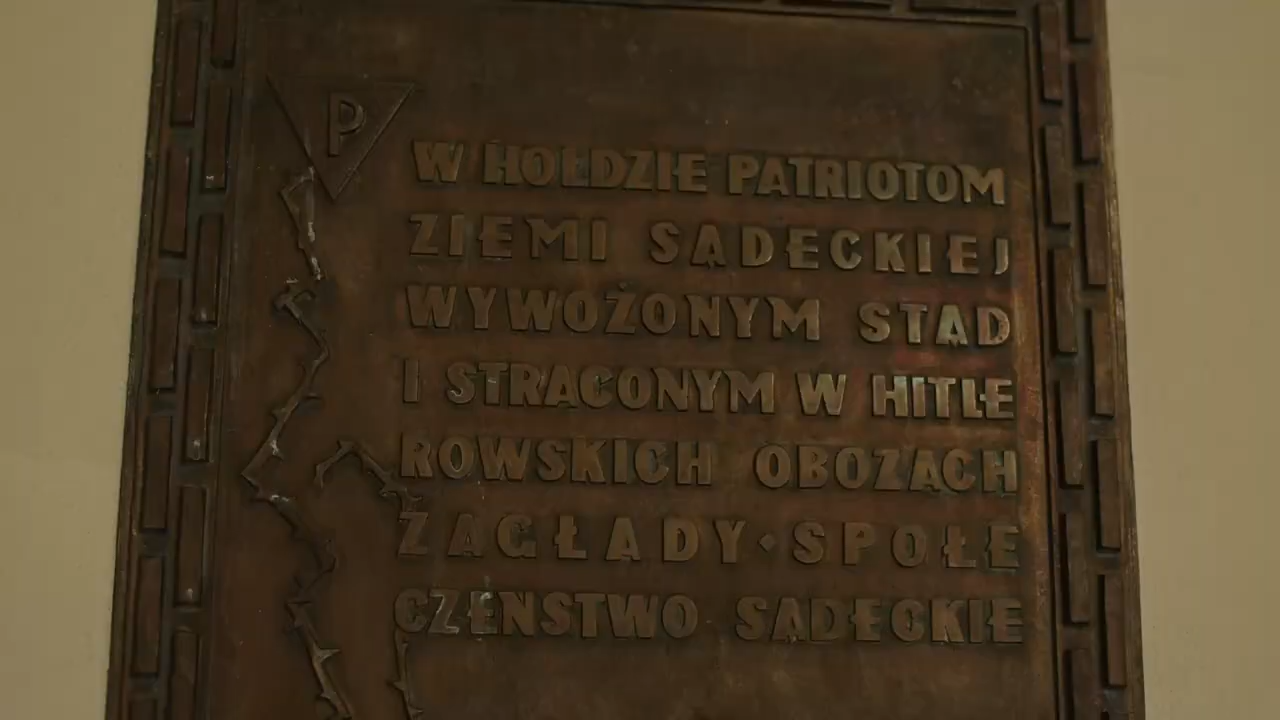 P
W HOŁDZIE PATRIOTOM
ZIEMI SĄDECKIEJ
WYWOŻONYM STĄD
I STRACONYM W HITLE
ROWSKICH OBOZACH
ZAGŁADY · SPOŁE
CZEŃSTWO SĄDECKIE